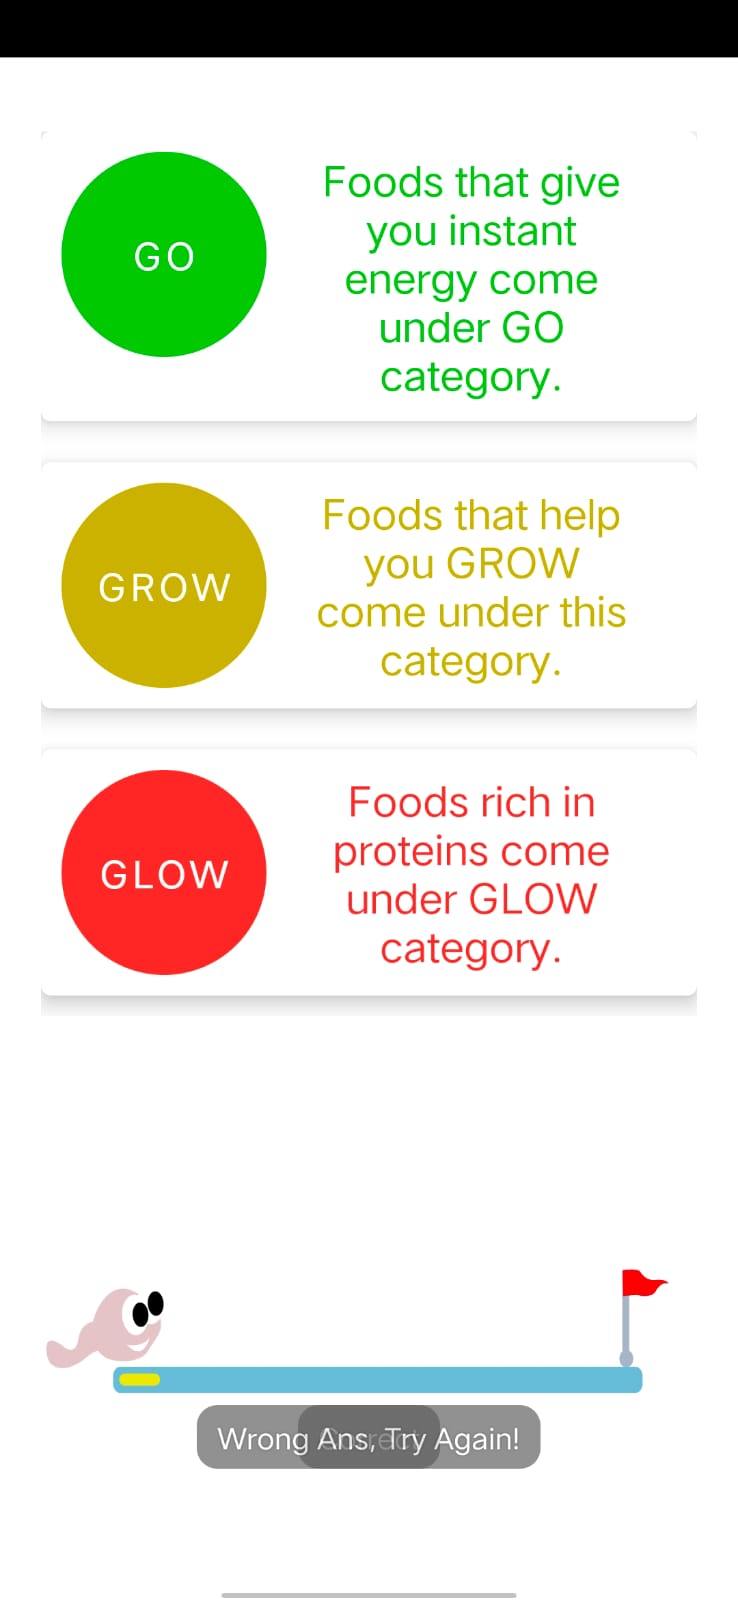 GO
Foods that give
you instant
energy come
under GO
category.
GROW
Foods that help
you GROW
come under this
category.
GLOW
Foods rich in
proteins come
under GLOW
category.
Wrong Ans, Try Again!